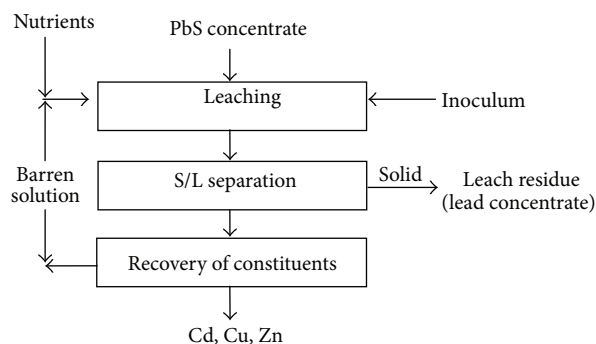 Nutrients
PbS concentrate
Leaching
Inoculum
Barren
solution
S/L separation
Solid
Leach residue
(lead concentrate)
Recovery of constituents
Cd, Cu, Zn